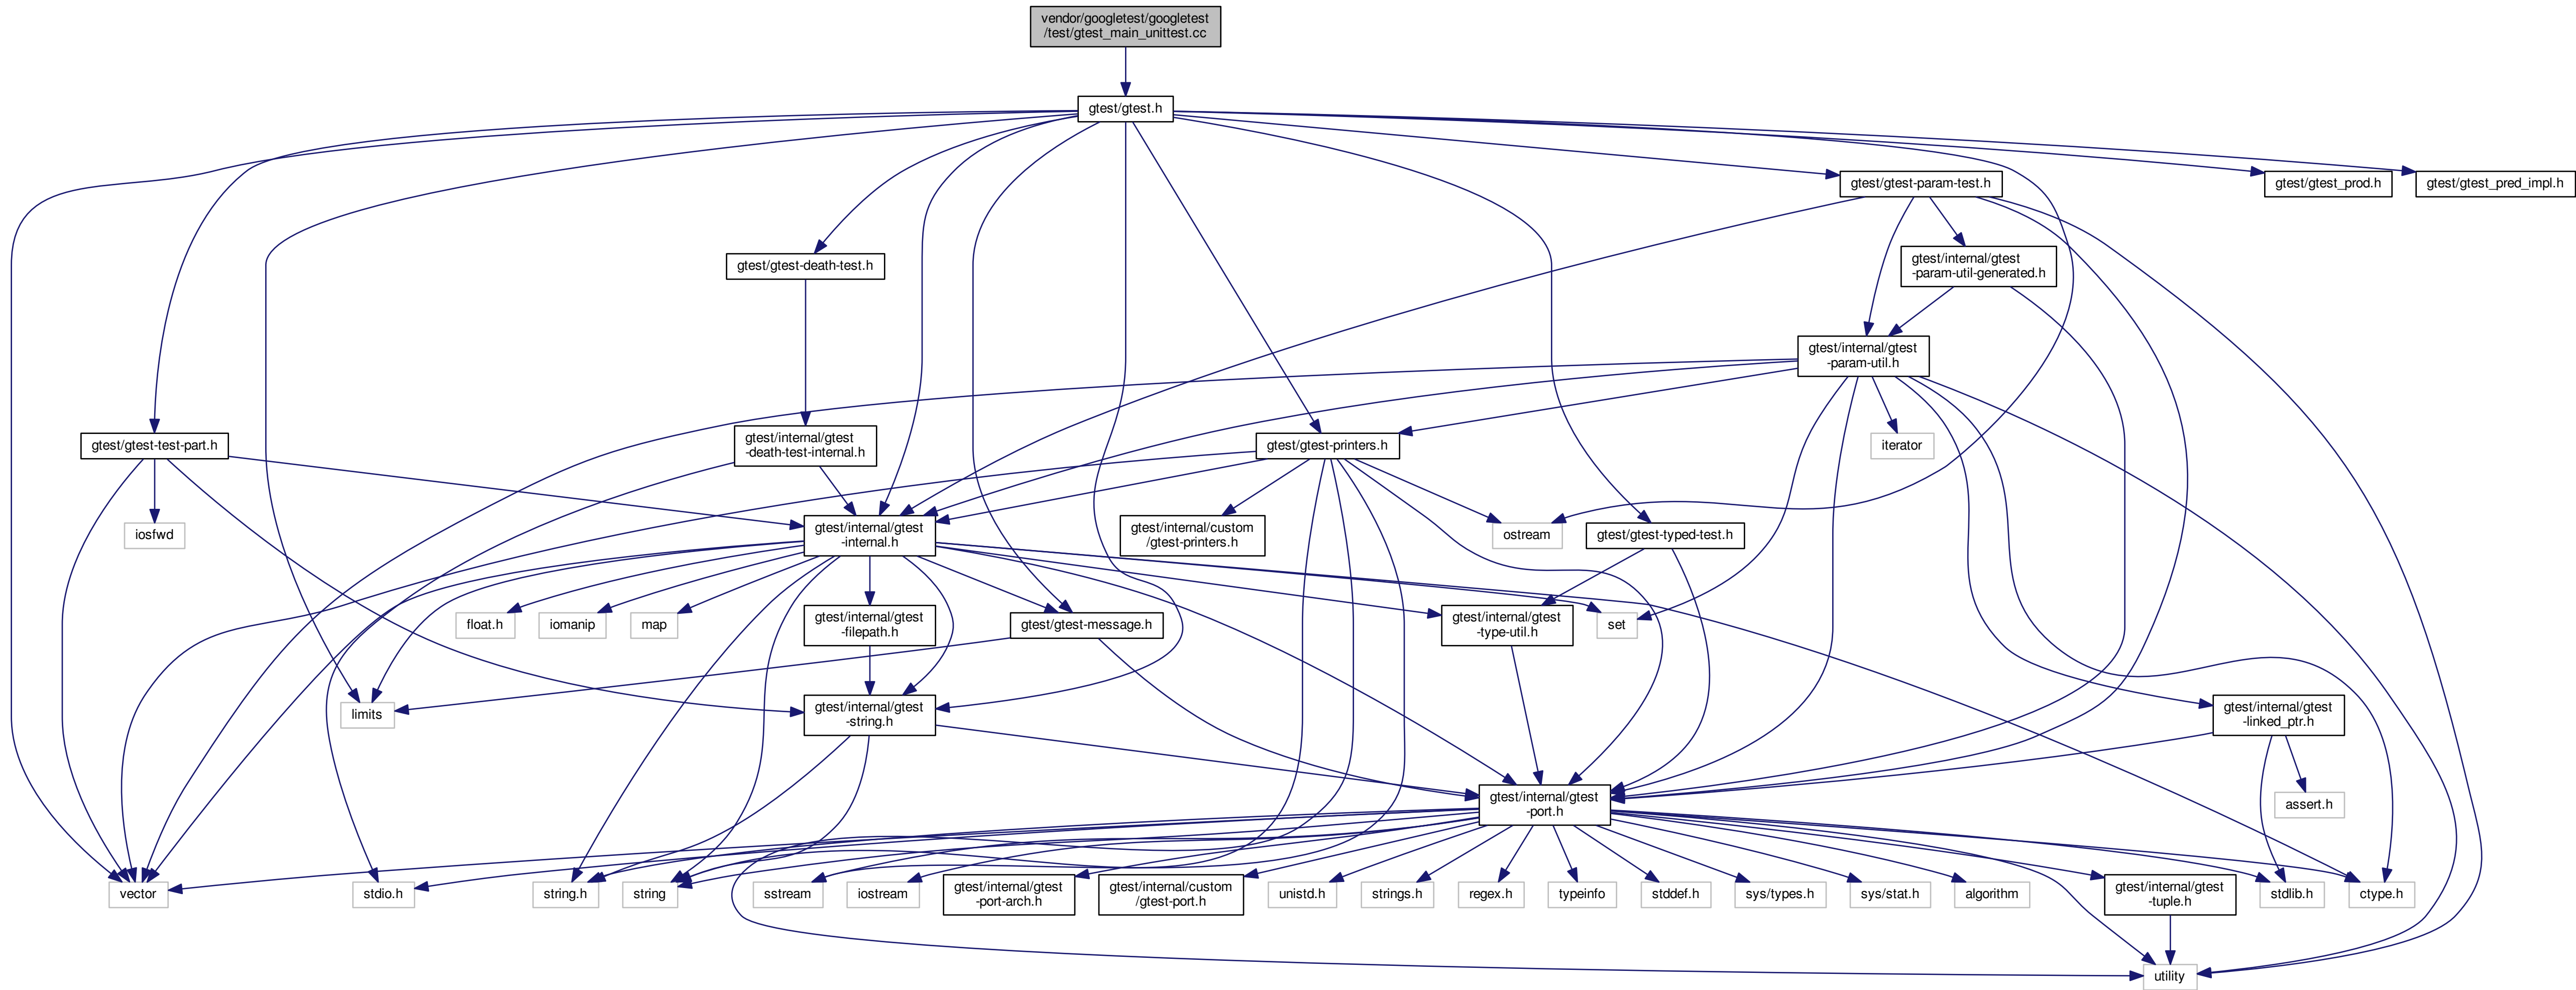 vendor/googletest/googletest
/test/gtest_main_unittest.cc
gtest/gtest.h
gtest/gtest-param-test.h
gtest/gtest_prod.h
gtest/gtest_pred_impl.h
gtest/gtest-death-test.h
gtest/internal/gtest
-param-util-generated.h
gtest/internal/gtest
-param-util.h
gtest/gtest-test-part.h
gtest/internal/gtest
-death-test-internal.h
gtest/gtest-printers.h
iterator
iosfwd
gtest/internal/gtest
-internal.h
gtest/internal/custom
/gtest-printers.h
ostream
gtest/gtest-typed-test.h
float.h
iomanip
map
gtest/internal/gtest
-filepath.h
gtest/gtest-message.h
gtest/internal/gtest
-type-util.h
set
limits
gtest/internal/gtest
-string.h
gtest/internal/gtest
-linked_ptr.h
gtest/internal/gtest
-port.h
assert.h
vector
stdio.h
string.h
string
sstream
iostream
gtest/internal/gtest
-port-arch.h
gtest/internal/custom
/gtest-port.h
unistd.h
strings.h
regex.h
typeinfo
stddef.h
sys/types.h
sys/stat.h
algorithm
gtest/internal/gtest
-tuple.h
stdlib.h
ctype.h
utility